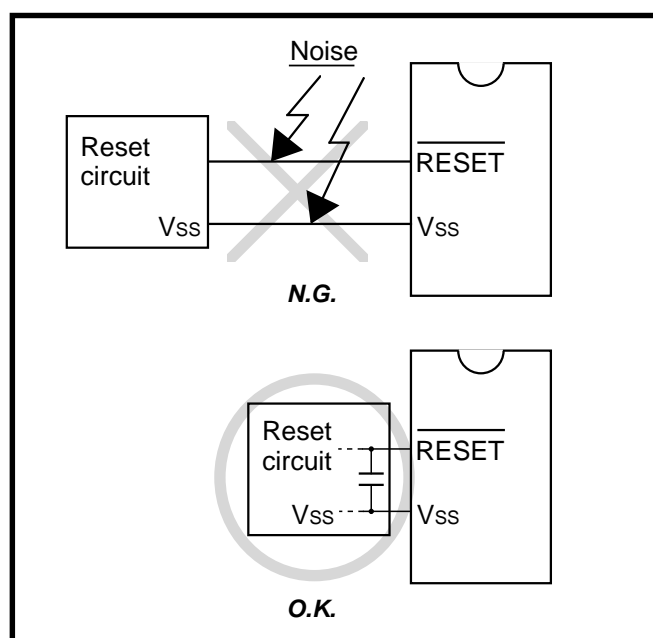 Noise
Reset
circuit
RESET
Vss
Vss
N.G.
Reset
circuit
RESET
Vss
Vss
O.K.